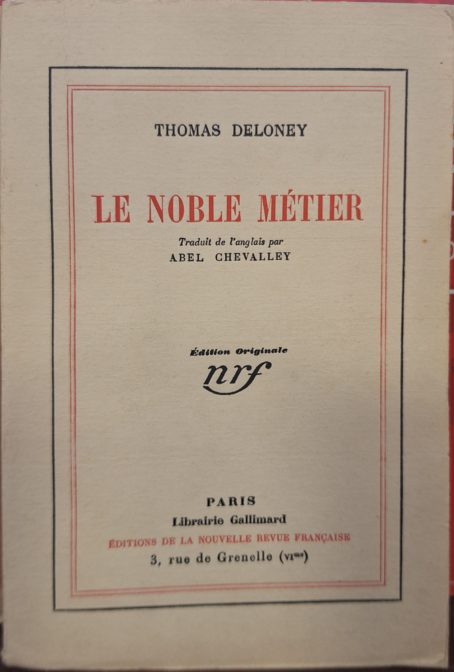 THOMAS DELONEY
LE NOBLE MÉTIER
Traduit de l'anglais par
ABEL CHEVALLEY
Édition Originale
nrf
PARIS
Librairie Gallimard
ÉDITIONS DE LA NOUVELLE REVUE FRANÇAISE
3, rue de Grenelle (VIme)